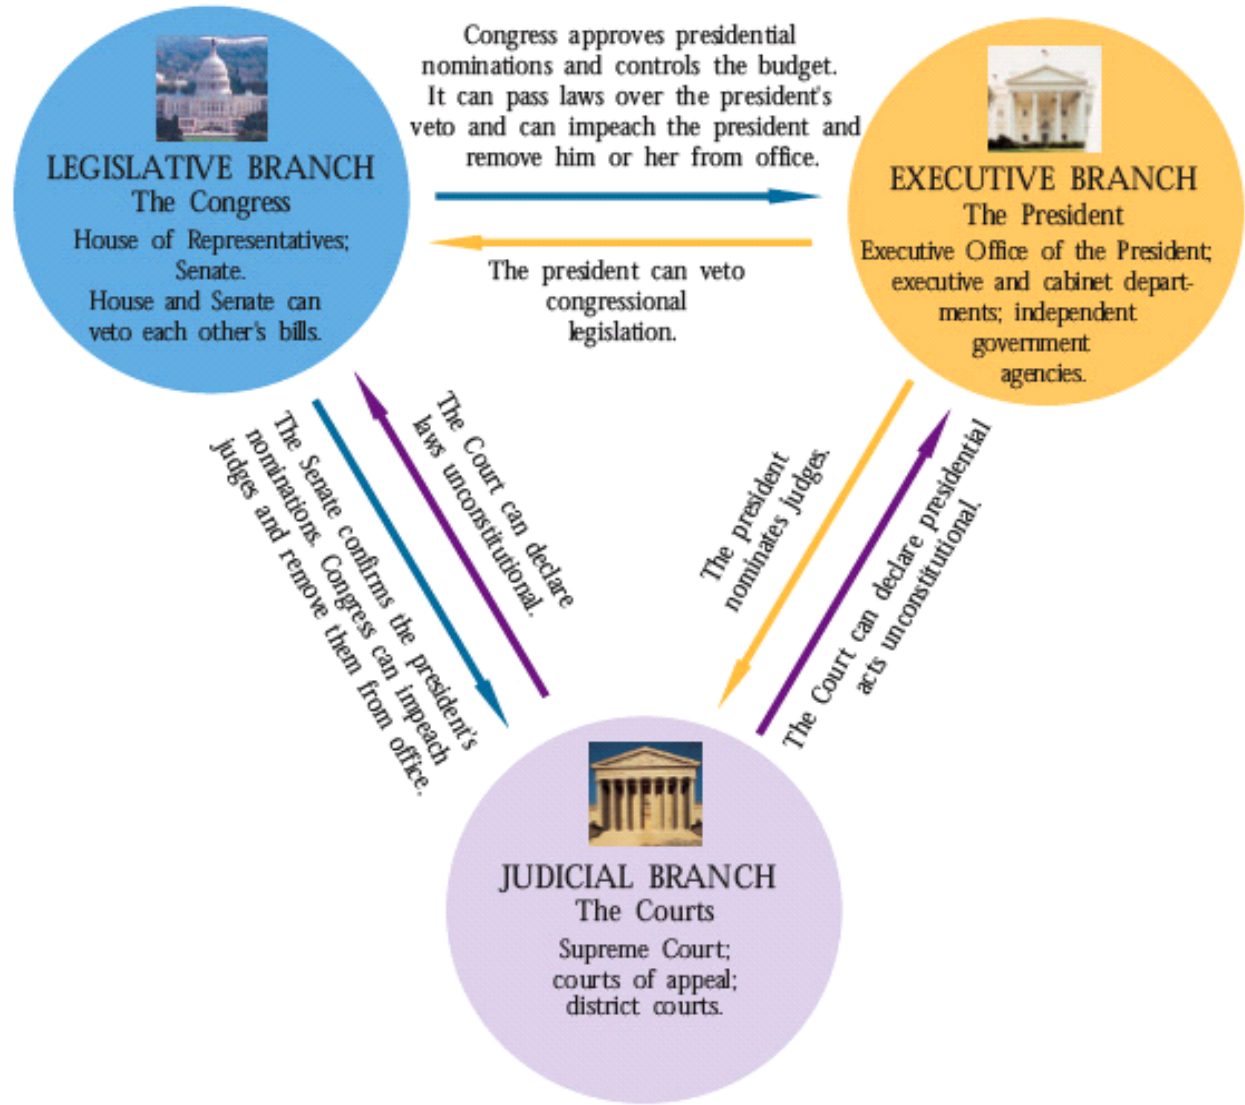 LEGISLATIVE BRANCH
The Congress
House of Representatives;
Senate.
House and Senate can
veto each other's bills.
Congress approves presidential
nominations and controls the budget.
It can pass laws over the president's
veto and can impeach the president and
remove him or her from office.
The president can veto
congressional
legislation.
EXECUTIVE BRANCH
The President
Executive Office of the President;
executive and cabinet depart-
ments; independent
government
agencies.
The Senate confirms the president's
nominations. Congress can impeach
judges and remove them from office.
The Court can declare
laws unconstitutional.
The president
nominates judges.
The Court can declare presidential
acts unconstitutional.
JUDICIAL BRANCH
The Courts
Supreme Court;
courts of appeal;
district courts.